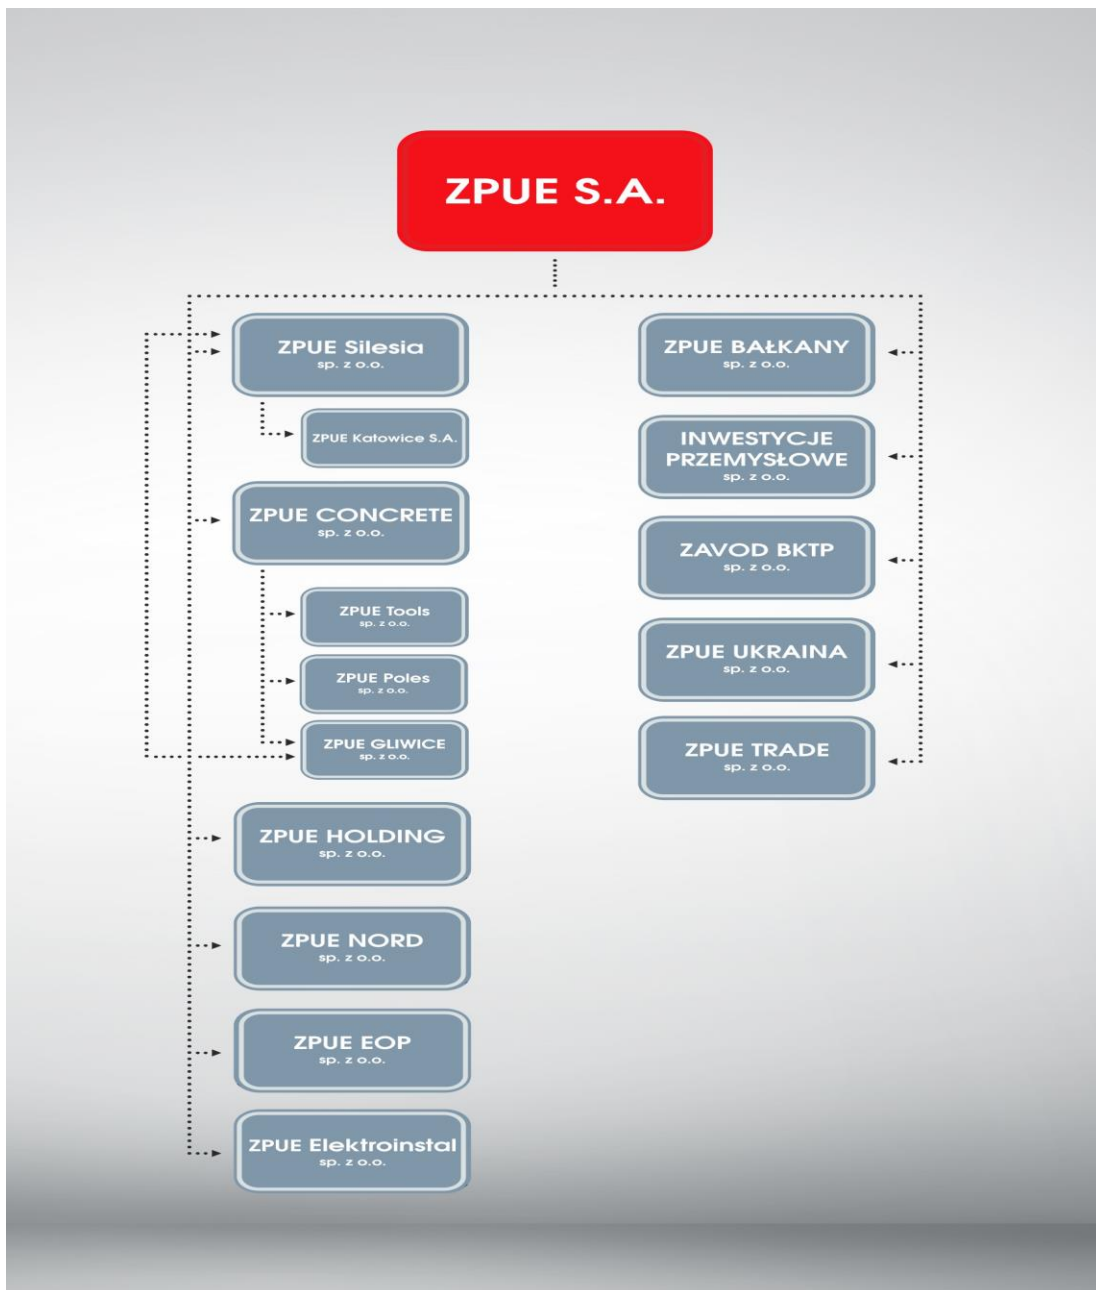 ZPUE S.A.
ZPUE Silesia
sp. z o.o.
ZPUE Katowice S.A.
ZPUE CONCRETE
sp. z o.o.
ZPUE Tools
sp. z o.o.
ZPUE Poles
sp. z o.o.
ZPUE GLIWICE
sp. z o.o.
ZPUE HOLDING
sp. z o.o.
ZPUE NORD
sp. z o.o.
ZPUE EOP
sp. z o.o.
ZPUE Elektroinstal
sp. z o.o.
ZPUE BAŁKANY
sp. z o.o.
INWESTYCJE
PRZEMYSŁOWE
sp. z o.o.
ZAVOD BKTP
sp. z o.o.
ZPUE UKRAINA
sp. z o.o.
ZPUE TRADE
sp. z o.o.